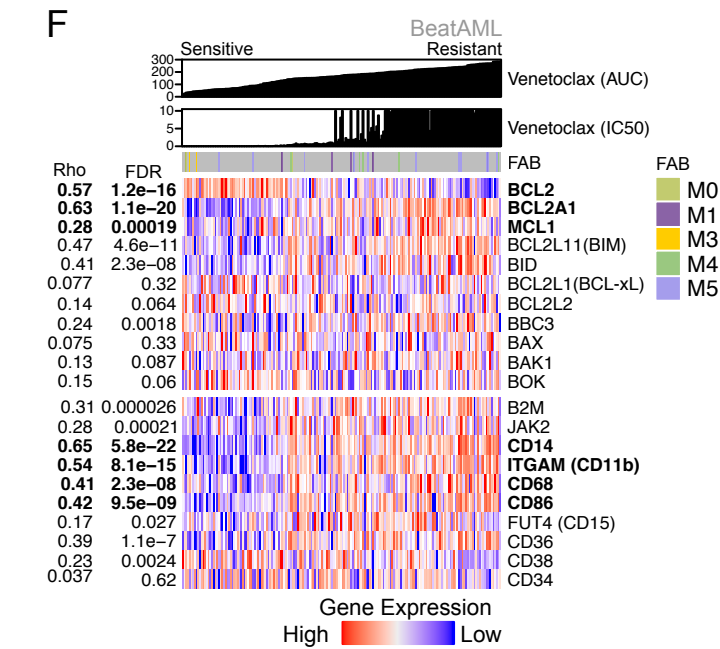 F
BeatAML
Sensitive Resistant
300
200
100
0
Venetoclax (AUC)
10
5
0
Venetoclax (IC50)
Rho FDR FAB FAB
0.57 1.2e−16 BCL2
0.63 1.1e−20 BCL2A1
0.28 0.00019 MCL1
0.47 4.6e−11 BCL2L11(BIM)
0.41 2.3e−08 BID
0.077 0.32 BCL2L1(BCL-xL)
0.14 0.064 BCL2L2
0.24 0.0018 BBC3
0.075 0.33 BAX
0.13 0.087 BAK1
0.15 0.06 BOK
M0
M1
M3
M4
M5
0.31 0.000026 B2M
0.28 0.00021 JAK2
0.65 5.8e−22 CD14
0.54 8.1e−15 ITGAM (CD11b)
0.41 2.3e−08 CD68
0.42 9.5e−09 CD86
0.17 0.027 FUT4 (CD15)
0.39 1.1e−7 CD36
0.23 0.0024 CD38
0.037 0.62 CD34
Gene Expression
High Low